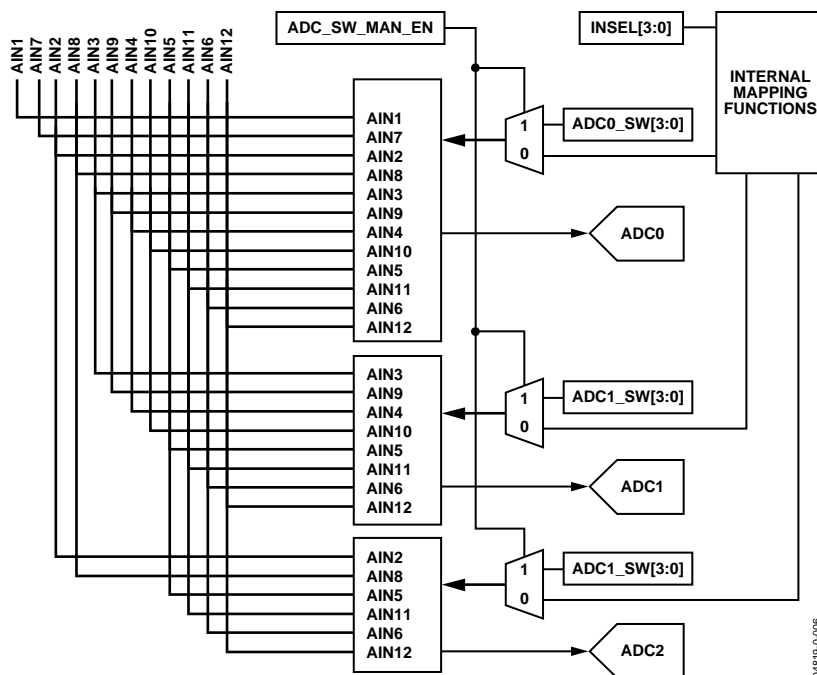 AIN1
AIN7
AIN2
AIN8
AIN3
AIN9
AIN4
AIN10
AIN5
AIN11
AIN6
AIN12
ADC_SW_MAN_EN
INSEL[3:0]
INTERNAL
MAPPING
FUNCTIONS
AIN1
AIN7
AIN2
AIN8
AIN3
AIN9
AIN4
AIN10
AIN5
AIN11
AIN6
AIN12
1
0
ADC0_SW[3:0]
ADC0
AIN3
AIN9
AIN4
AIN10
AIN5
AIN11
AIN6
AIN12
1
0
ADC1_SW[3:0]
ADC1
AIN2
AIN8
AIN5
AIN11
AIN6
AIN12
1
0
ADC1_SW[3:0]
ADC2
04819-0-006